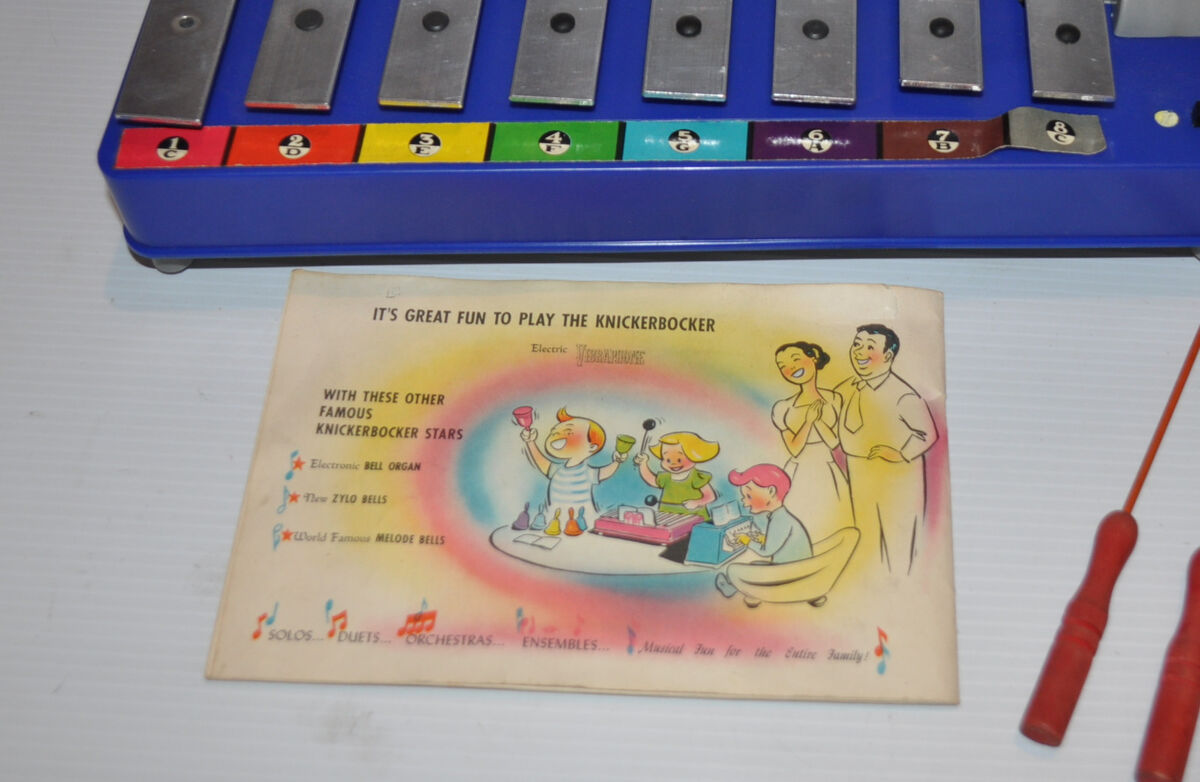 1 C 2 D 3 E 4 F 5 G 6 A 7 B 8 C
IT'S GREAT FUN TO PLAY THE KNICKERBOCKER
Electric VIBRAPHONE
WITH THESE OTHER
FAMOUS
KNICKERBOCKER STARS
Electronic BELL ORGAN
New ZYLO BELLS
World Famous MELODE BELLS
SOLOS... DUETS... ORCHESTRAS... ENSEMBLES... Musical Fun for the Entire Family!